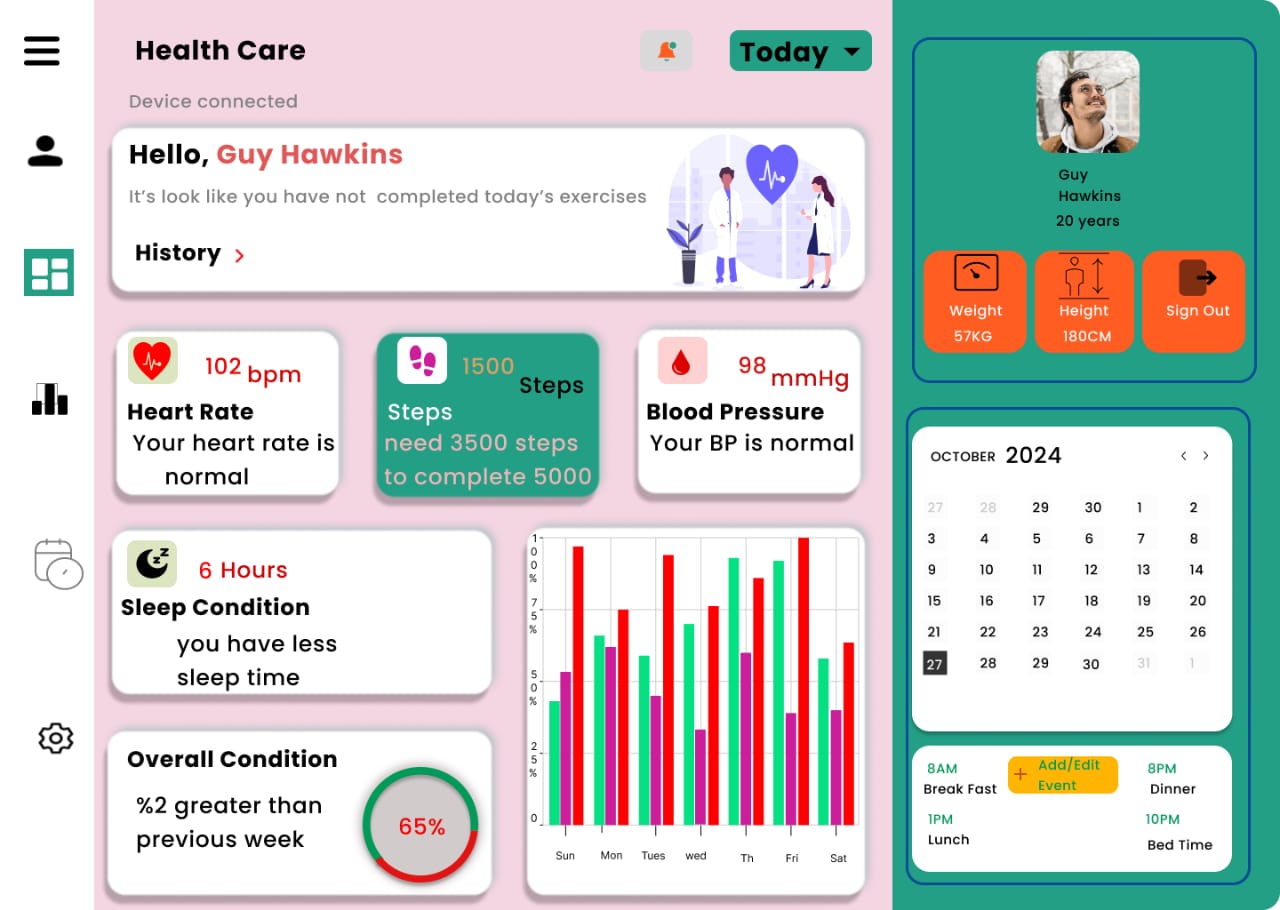 Health Care
Today
Device connected
Hello, Guy Hawkins
It's look like you have not completed today's exercises
History
102 bpm
Heart Rate
Your heart rate is
normal
1500 Steps
Steps
need 3500 steps
to complete 5000
98 mmHg
Blood Pressure
Your BP is normal
6 Hours
Sleep Condition
you have less
sleep time
Overall Condition
%2 greater than
previous week
65%
100%
75%
50%
25%
0
Sun Mon Tues wed Th Fri Sat
Guy
Hawkins
20 years
Weight
57KG
Height
180CM
Sign Out
OCTOBER 2024
27 28 29 30 1 2
3 4 5 6 7 8
9 10 11 12 13 14
15 16 17 18 19 20
21 22 23 24 25 26
27 28 29 30 31 1
8AM
Break Fast
Add/Edit
Event
8PM
Dinner
1PM
Lunch
10PM
Bed Time